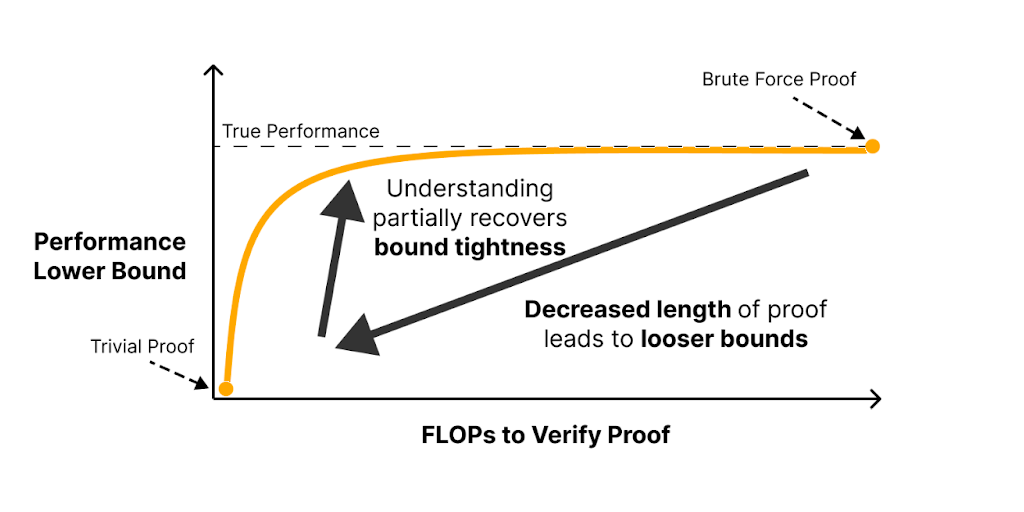 Brute Force Proof
True Performance
Understanding
partially recovers
bound tightness
Performance
Lower Bound
Decreased length of proof
leads to looser bounds
Trivial Proof
FLOPs to Verify Proof